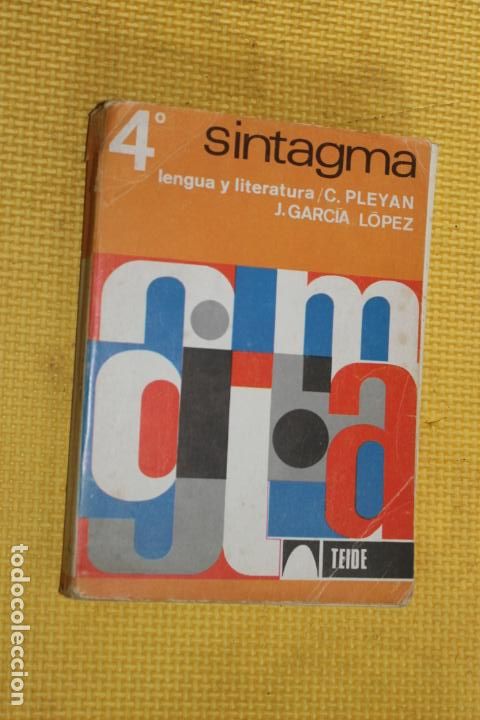 4º sintagma
lengua y literatura/C. PLEYAN
J. GARCÍA LÓPEZ
TEIDE
todocoleccion